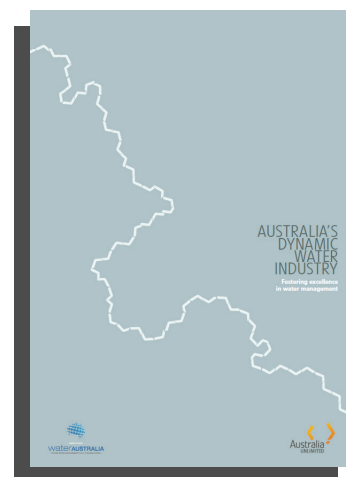 AUSTRALIA'S
DYNAMIC
WATER
INDUSTRY
Fostering excellence
in water management
waterAUSTRALIA
Australia
UNLIMITED